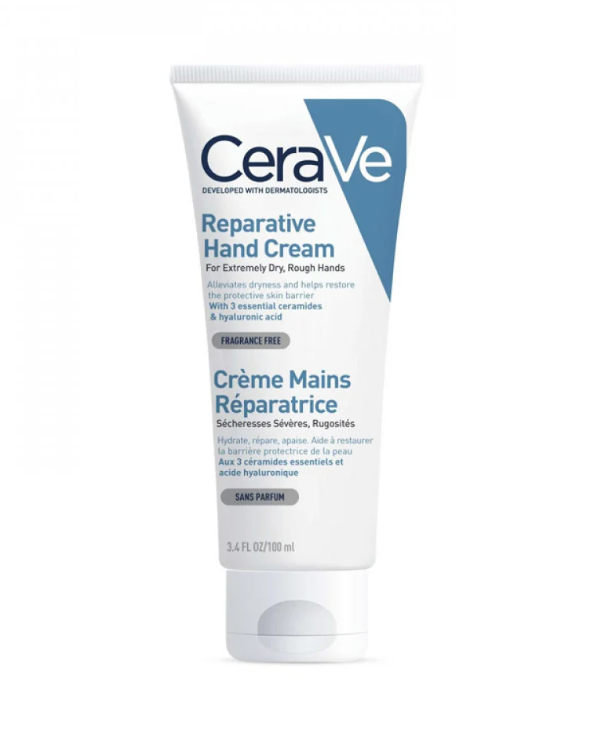 CeraVe
DEVELOPED WITH DERMATOLOGISTS
Reparative
Hand Cream
For Extremely Dry, Rough Hands
Alleviates dryness and helps restore
the protective skin barrier
With 3 essential ceramides
& hyaluronic acid
FRAGRANCE FREE
Crème Mains
Réparatrice
Sécheresses Sévères, Rugosités
Hydrate, répare, apaise. Aide à restaurer
la barrière protectrice de la peau
Aux 3 céramides essentiels et
acide hyaluronique
SANS PARFUM
3.4 FL OZ/100 ml